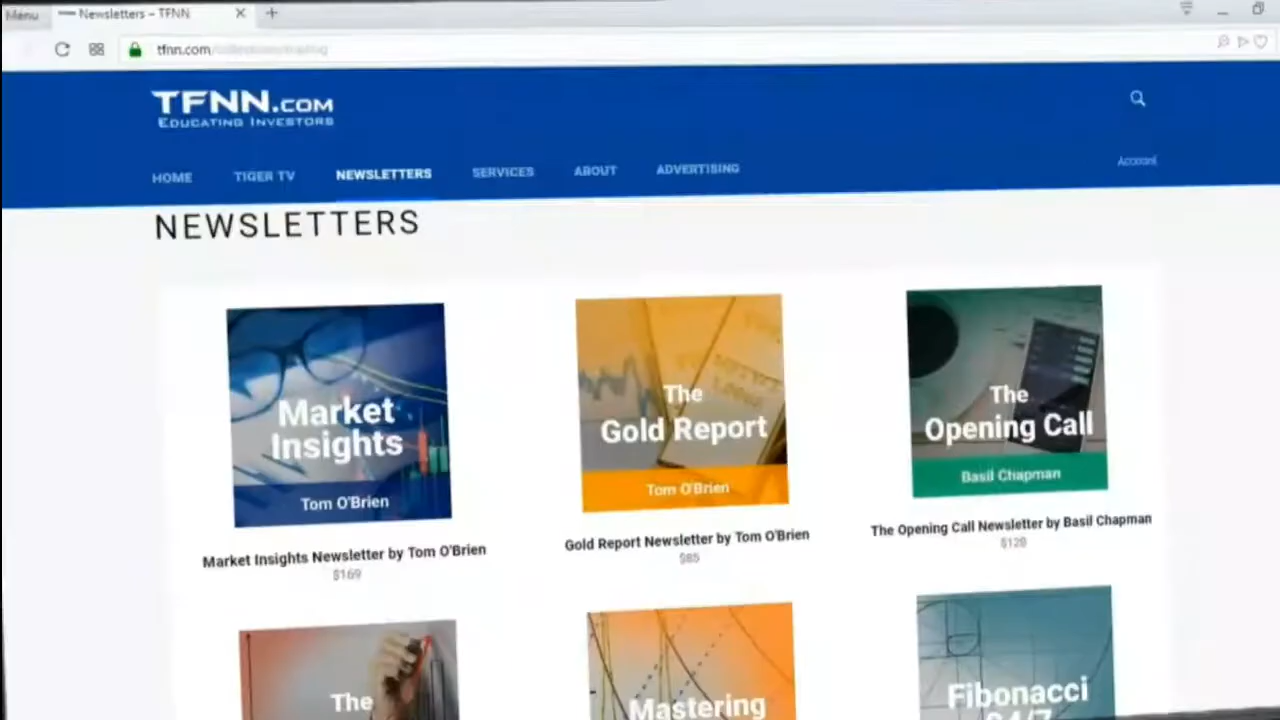 Menu
Newsletters – TFNN
tfnn.com
TFNN.COM
EDUCATING INVESTORS
HOME
TIGER TV
NEWSLETTERS
SERVICES
ABOUT
ADVERTISING
Account
NEWSLETTERS
Market
Insights
Tom O'Brien
The
Gold Report
Tom O'Brien
The
Opening Call
Basil Chapman
Market Insights Newsletter by Tom O'Brien
$169
Gold Report Newsletter by Tom O'Brien
$85
The Opening Call Newsletter by Basil Chapman
The
Mastering
Fibonacci
24/7